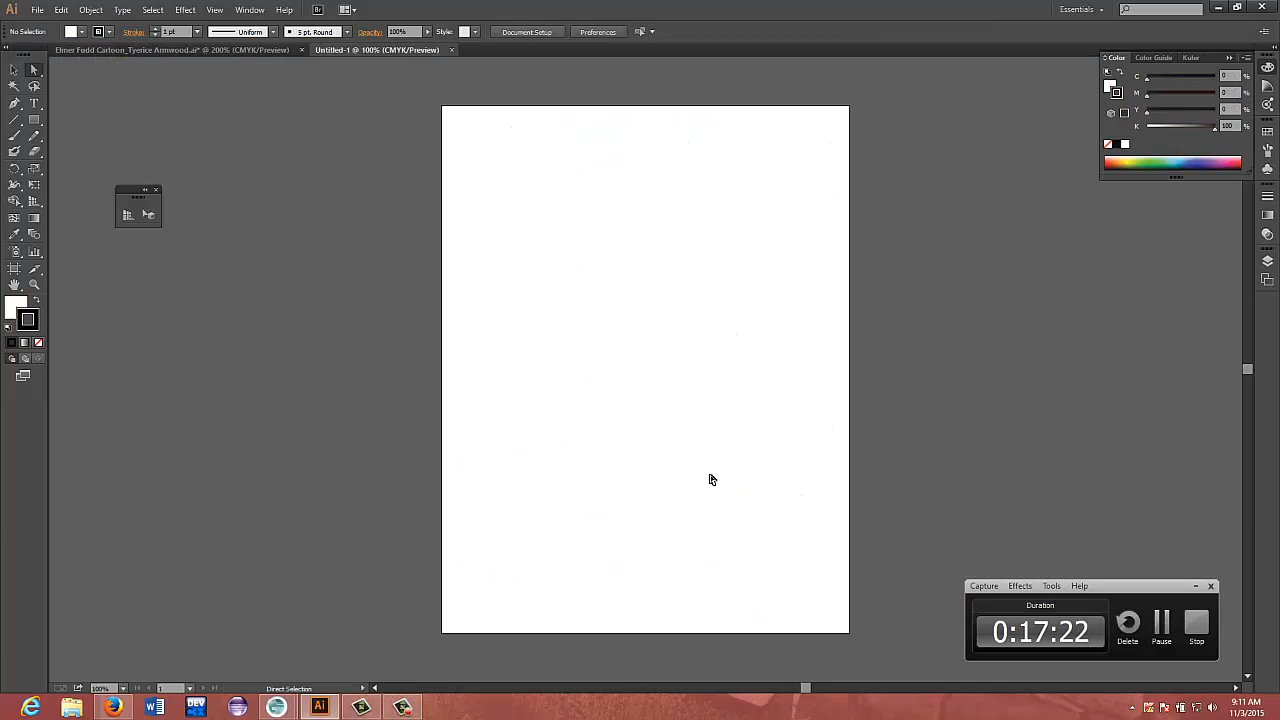 Ai File Edit Object Type Select Effect View Window Help Br Essentials
No Selection Stroke: 1 pt Uniform 5 pt. Round Opacity: 100% Style: Document Setup Preferences
Elmer Fudd Cartoon_Tyerice Armwood.ai* @ 200% (CMYK/Preview) Untitled-1 @ 100% (CMYK/Preview)
Color Color Guide Kuler
C 0 %
M 0 %
Y 0 %
K 100 %
T
Capture Effects Tools Help
Duration
0:17:22
Delete Pause Stop
100% 1 Direct Selection
W DEV Ai
9:11 AM
11/3/2015